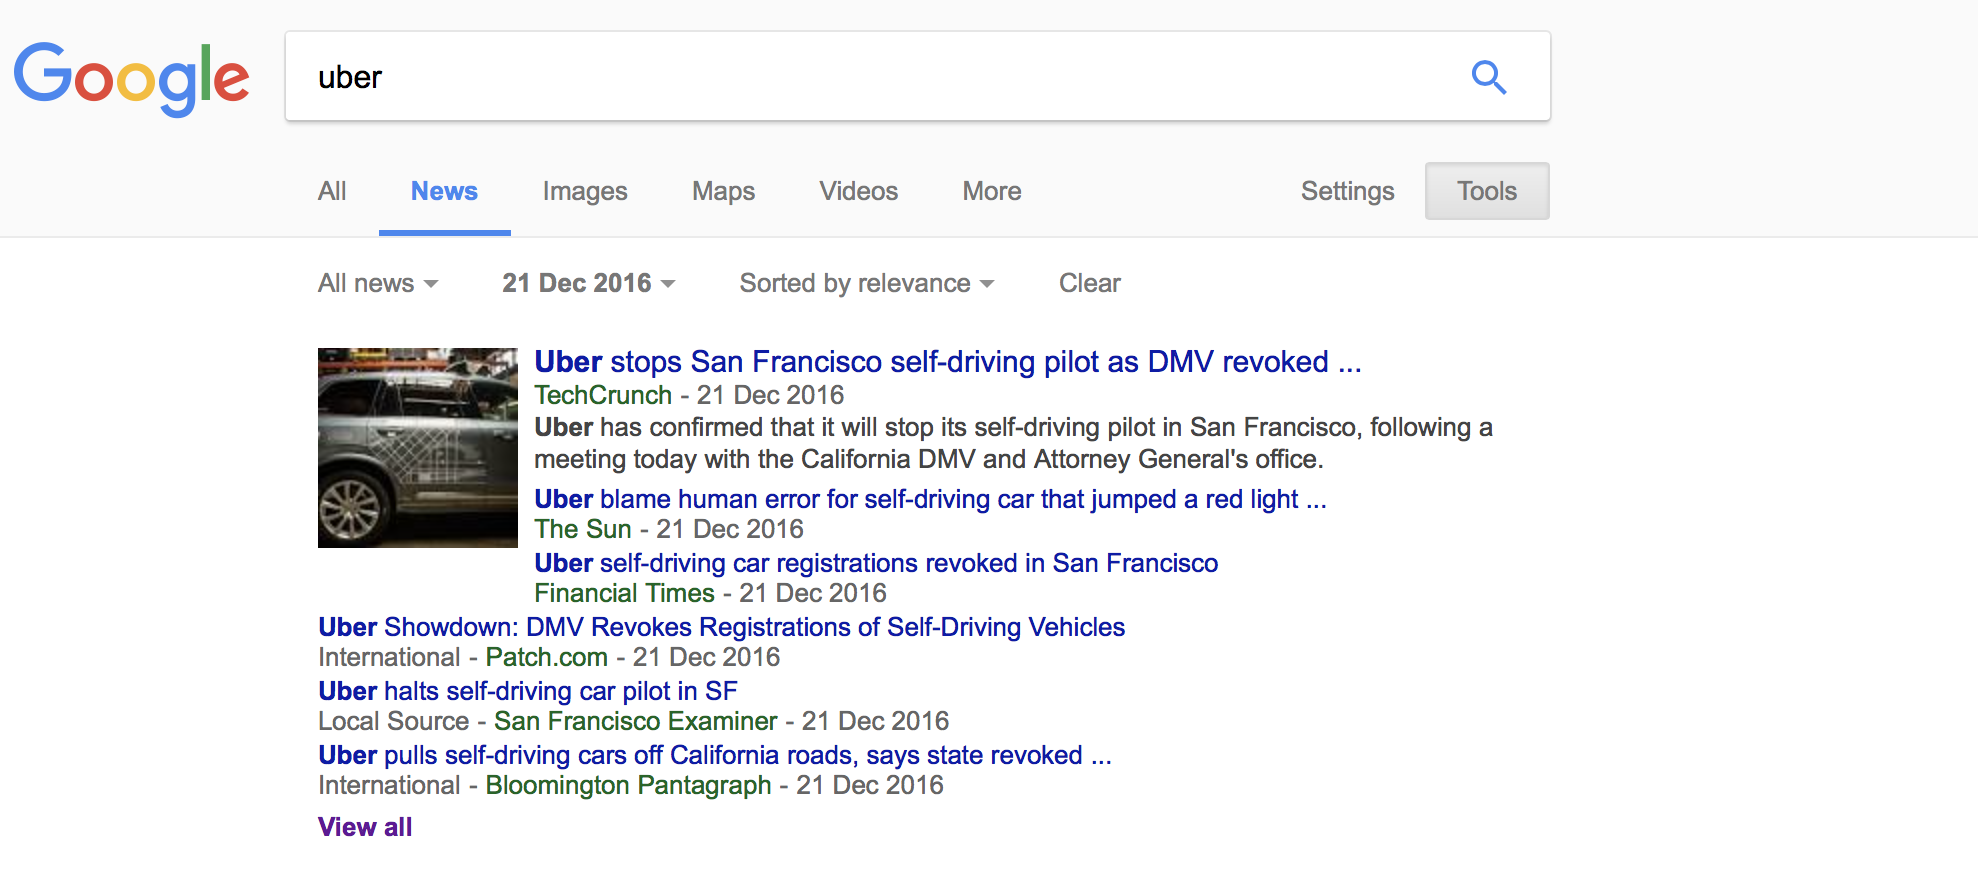 Google
uber
All News Images Maps Videos More Settings Tools
All news 21 Dec 2016 Sorted by relevance Clear
Uber stops San Francisco self-driving pilot as DMV revoked ...
TechCrunch - 21 Dec 2016
Uber has confirmed that it will stop its self-driving pilot in San Francisco, following a
meeting today with the California DMV and Attorney General's office.
Uber blame human error for self-driving car that jumped a red light ...
The Sun - 21 Dec 2016
Uber self-driving car registrations revoked in San Francisco
Financial Times - 21 Dec 2016
Uber Showdown: DMV Revokes Registrations of Self-Driving Vehicles
International - Patch.com - 21 Dec 2016
Uber halts self-driving car pilot in SF
Local Source - San Francisco Examiner - 21 Dec 2016
Uber pulls self-driving cars off California roads, says state revoked ...
International - Bloomington Pantagraph - 21 Dec 2016
View all